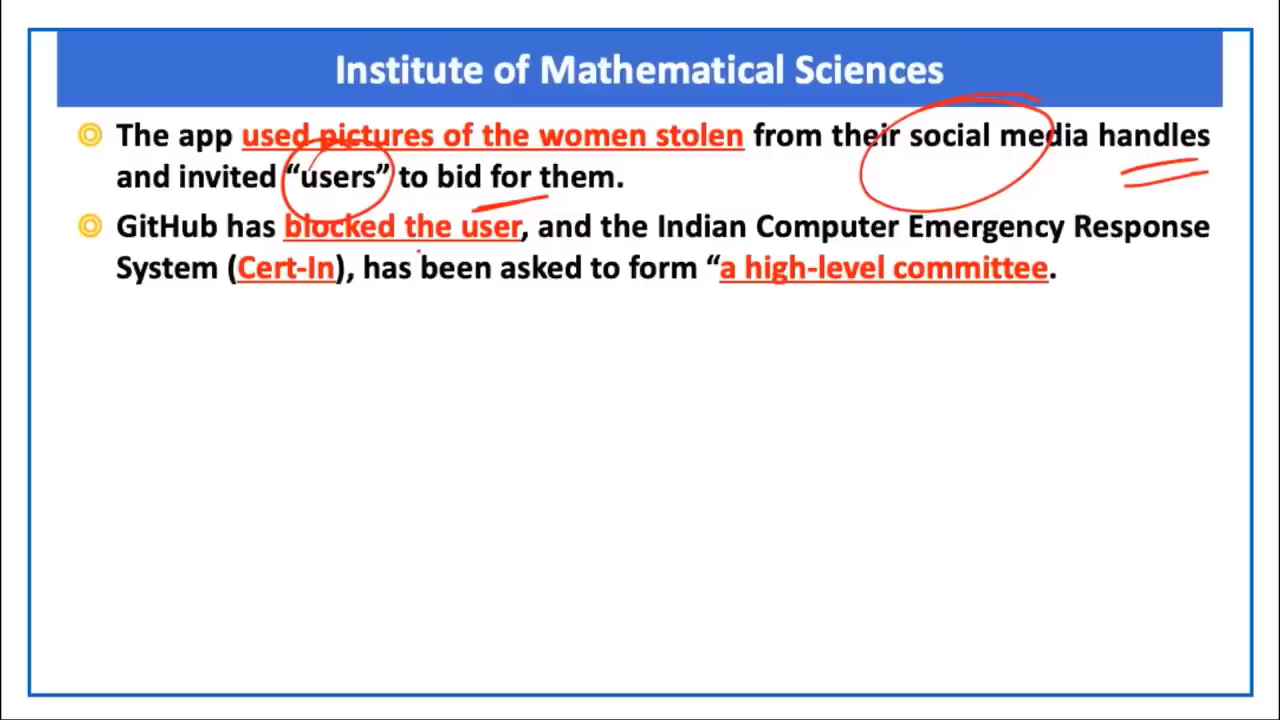 Institute of Mathematical Sciences
The app used pictures of the women stolen from their social media handles
and invited “users” to bid for them.
GitHub has blocked the user, and the Indian Computer Emergency Response
System (Cert-In), has been asked to form “a high-level committee.